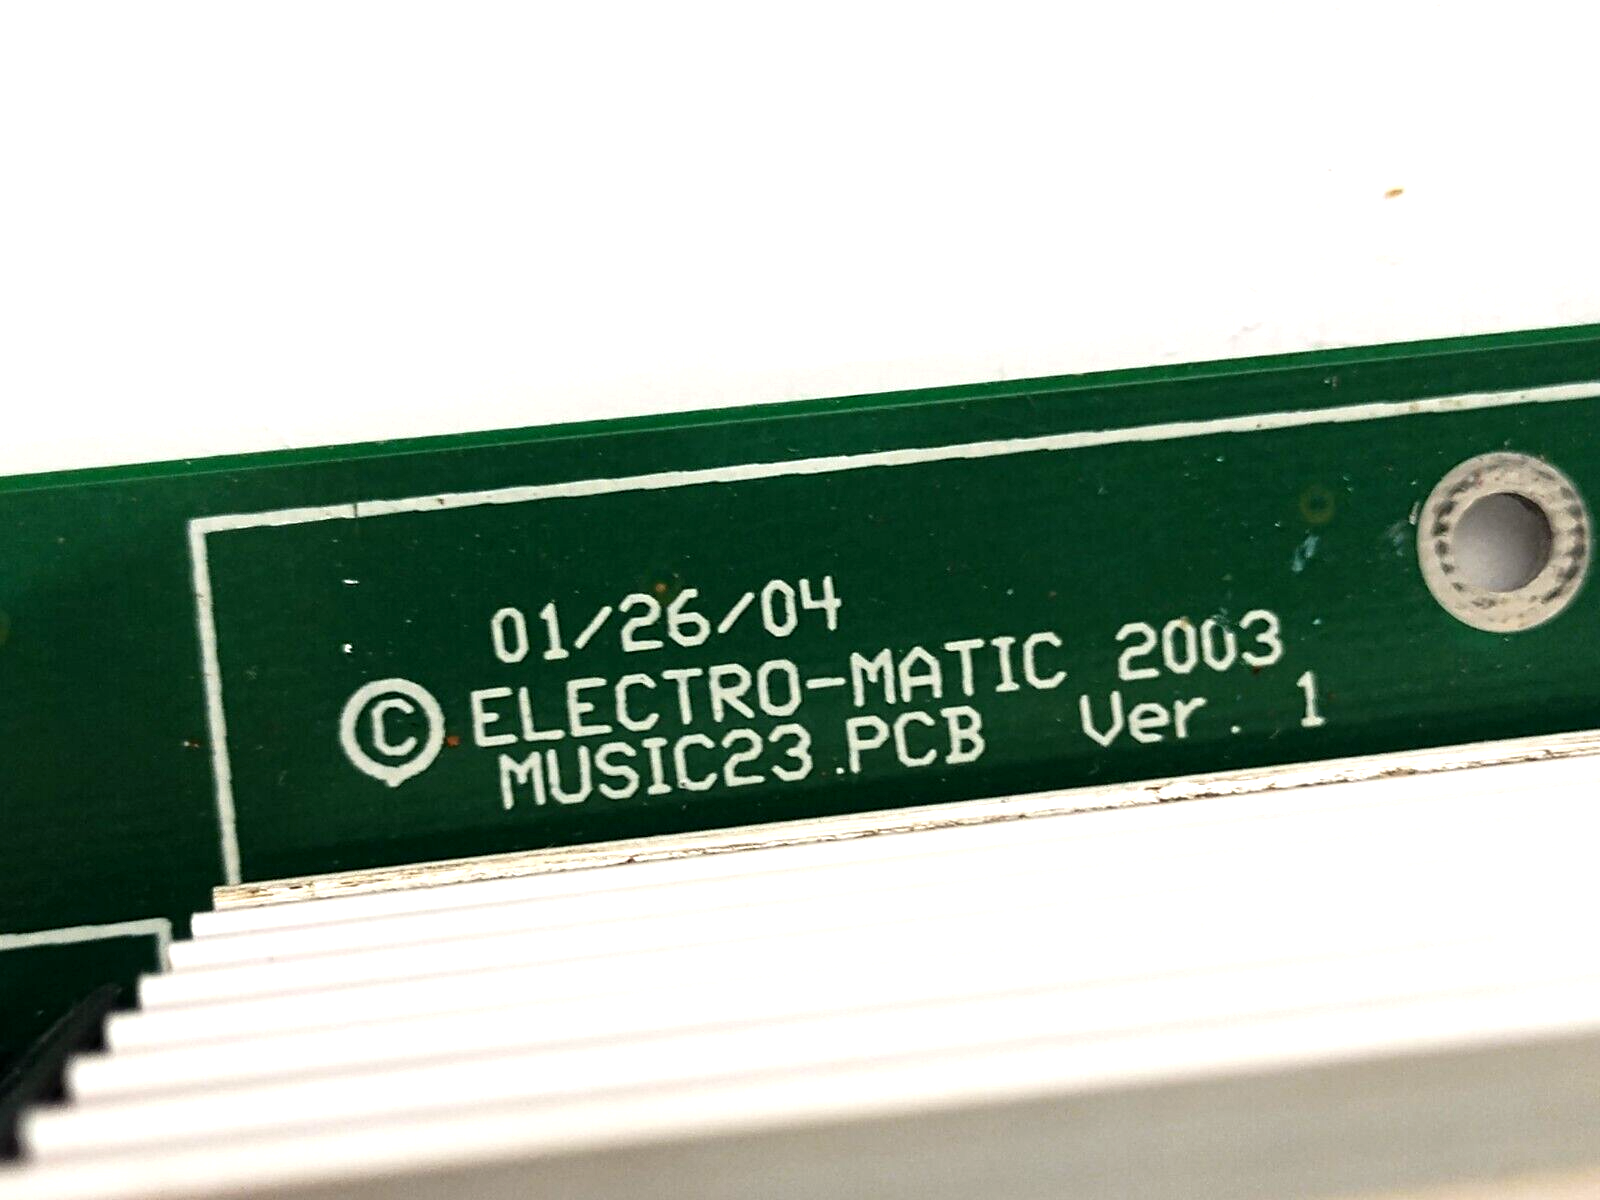 01/26/04
© ELECTRO-MATIC 2003
MUSIC23.PCB Ver. 1